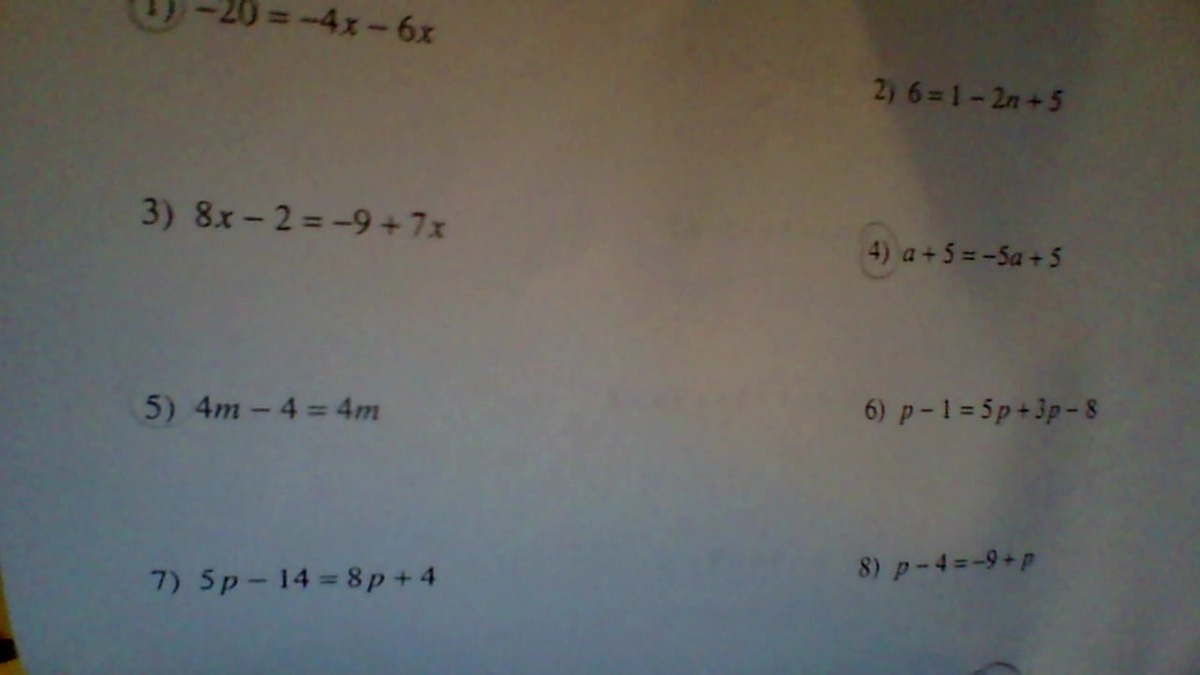 1) −20 = −4x − 6x
2) 6 = 1 − 2n + 5
3) 8x − 2 = −9 + 7x
4) a + 5 = −5a + 5
5) 4m − 4 = 4m
6) p − 1 = 5p + 3p − 8
7) 5p − 14 = 8p + 4
8) p − 4 = −9 + p